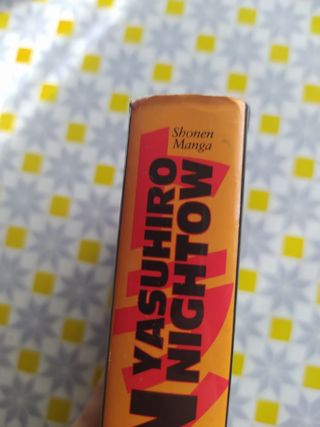 Shonen
Manga
YASUHIRO
NIGHTOW
N